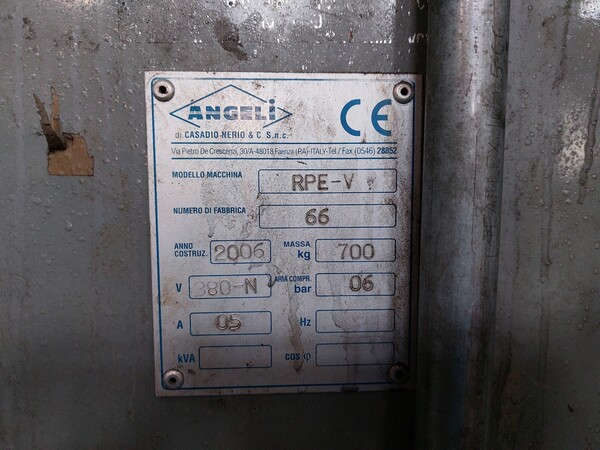 ANGELI
di CASADIO NERIO & C. S.n.c.
CE
Via Pietro De Crescenzi, 30/A-48018 Faenza (RA)-ITALY-Tel./ Fax (0546) 28852
MODELLO MACCHINA RPE-V
NUMERO DI FABBRICA 66
ANNO COSTRUZ. 2006 MASSA kg 700
V 380-N ARIA COMPR. bar 06
A 05 Hz
kVA cos φ